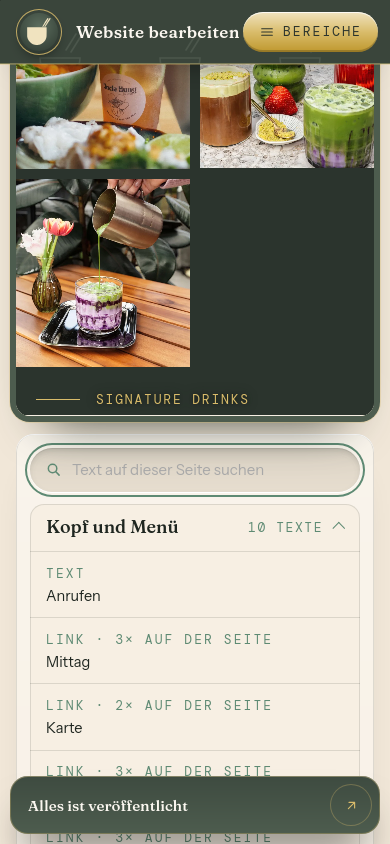 Website bearbeiten
BEREICHE
SIGNATURE DRINKS
Text auf dieser Seite suchen
Kopf und Menü
10 TEXTE
TEXT
Anrufen
LINK · 3× AUF DER SEITE
Mittag
LINK · 2× AUF DER SEITE
Karte
LINK · 3× AUF DER SEITE
Alles ist veröffentlicht
LINK · 3× AUF DER SEITE